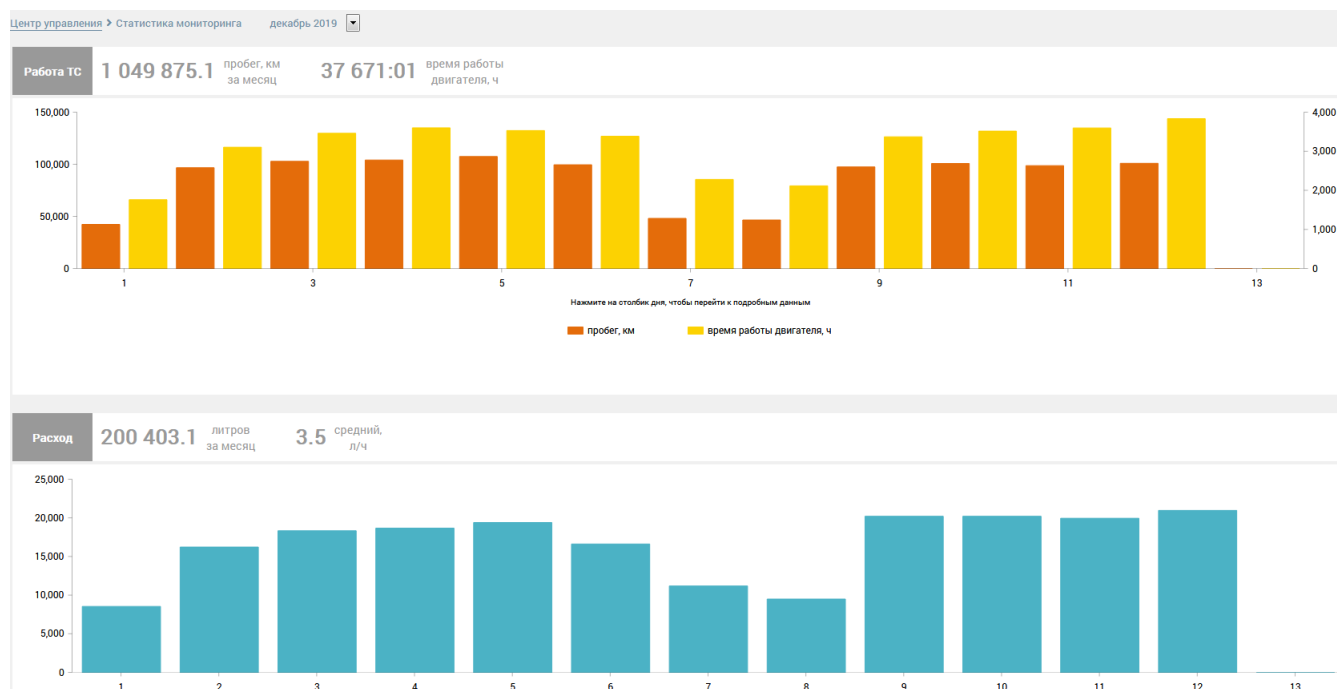 Центр управления > Статистика мониторинга декабрь 2019
Работа ТС 1 049 875.1 пробег, км за месяц 37 671:01 время работы двигателя, ч
150,000 4,000
3,000
100,000
2,000
50,000
1,000
0 0
1 3 5 7 9 11 13
Нажмите на столбик дня, чтобы перейти к подробным данным
пробег, км время работы двигателя, ч
Расход 200 403.1 литров за месяц 3.5 средний, л/ч
25,000
20,000
15,000
10,000
5,000
0
1 2 3 4 5 6 7 8 9 10 11 12 13